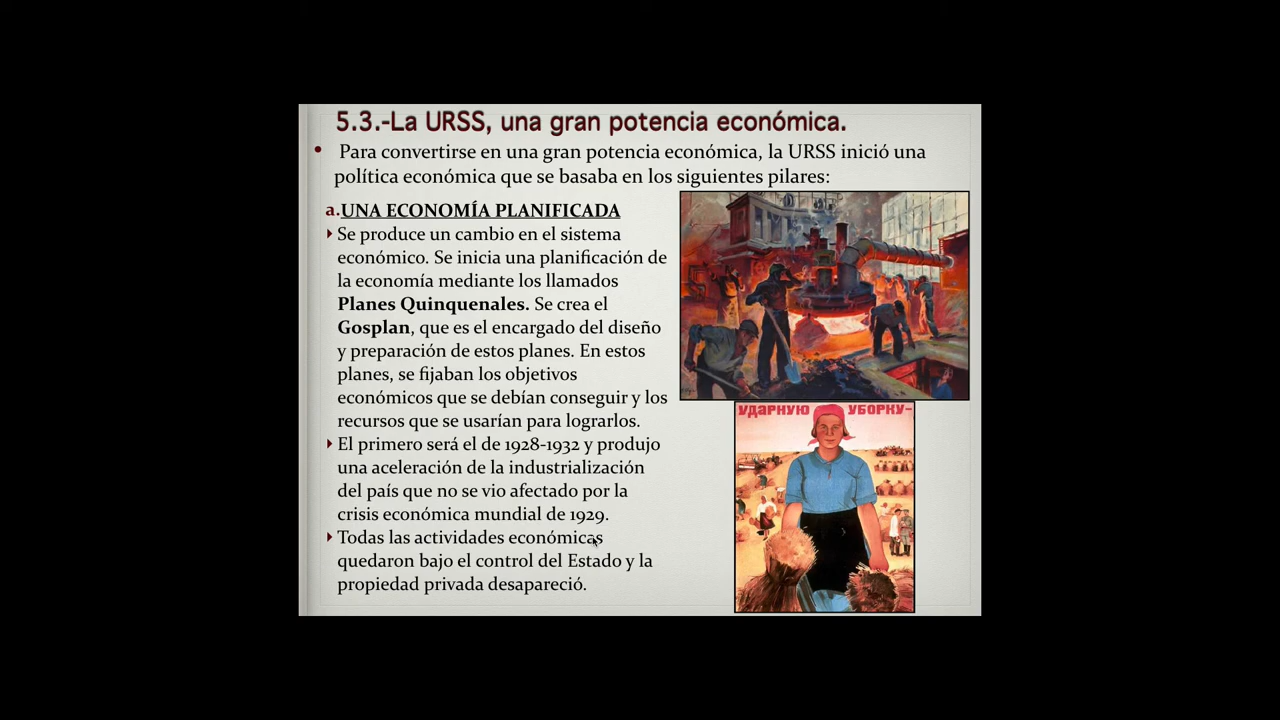 5.3.-La URSS, una gran potencia económica.
• Para convertirse en una gran potencia económica, la URSS inició una
política económica que se basaba en los siguientes pilares:
a.UNA ECONOMÍA PLANIFICADA
Se produce un cambio en el sistema
económico. Se inicia una planificación de
la economía mediante los llamados
Planes Quinquenales. Se crea el
Gosplan, que es el encargado del diseño
y preparación de estos planes. En estos
planes, se fijaban los objetivos
económicos que se debían conseguir y los
recursos que se usarían para lograrlos.
El primero será el de 1928-1932 y produjo
una aceleración de la industrialización
del país que no se vio afectado por la
crisis económica mundial de 1929.
Todas las actividades económicas
quedaron bajo el control del Estado y la
propiedad privada desapareció.
УДАРНУЮ УБОРКУ-